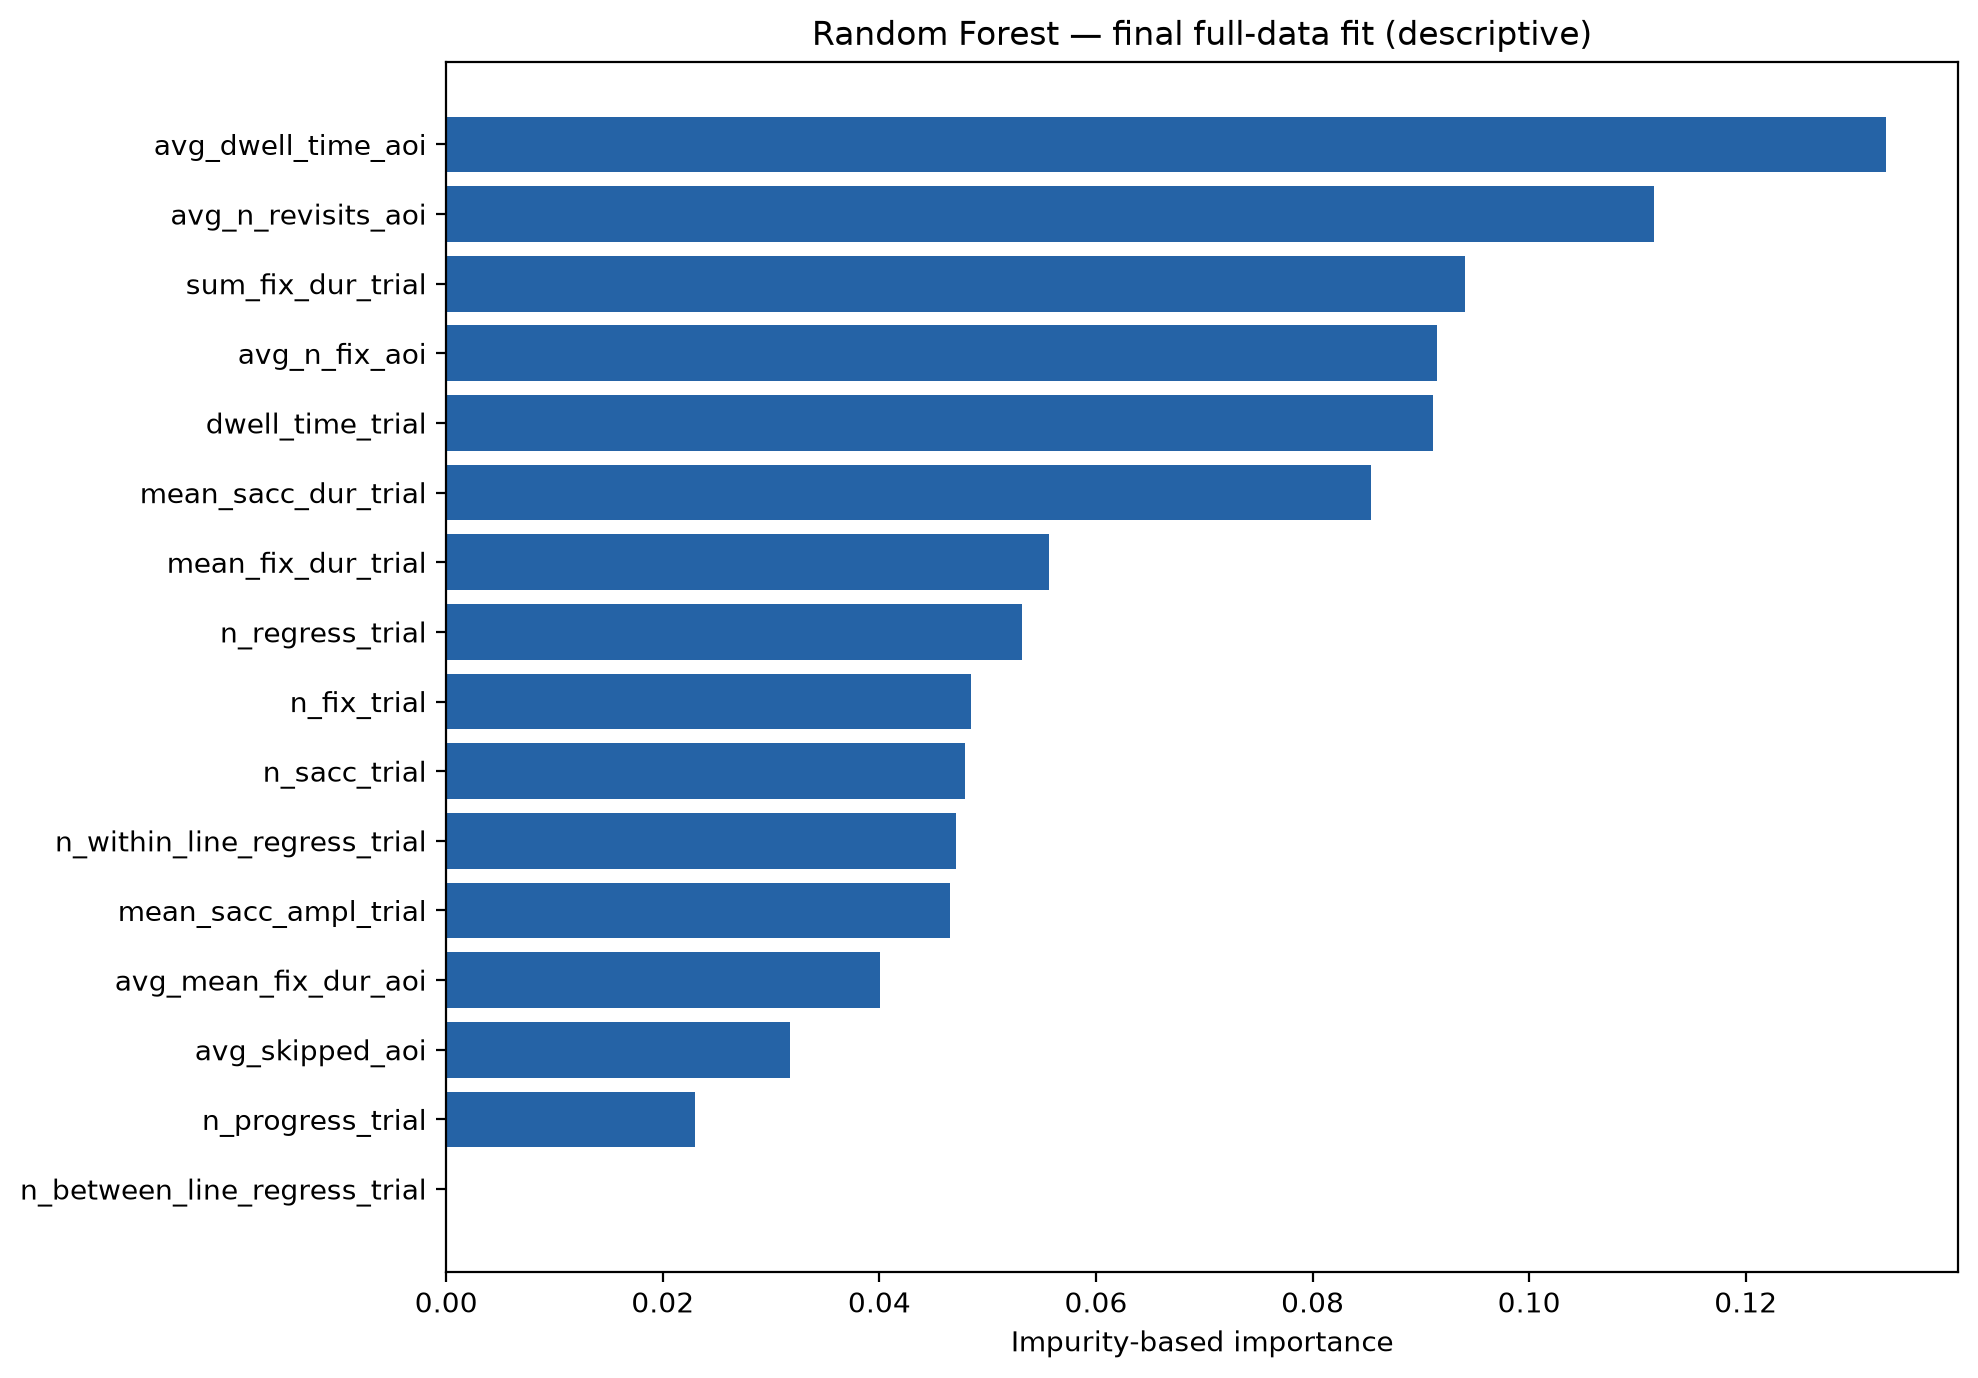 Random Forest — final full-data fit (descriptive)
avg_dwell_time_aoi
avg_n_revisits_aoi
sum_fix_dur_trial
avg_n_fix_aoi
dwell_time_trial
mean_sacc_dur_trial
mean_fix_dur_trial
n_regress_trial
n_fix_trial
n_sacc_trial
n_within_line_regress_trial
mean_sacc_ampl_trial
avg_mean_fix_dur_aoi
avg_skipped_aoi
n_progress_trial
n_between_line_regress_trial
0.00 0.02 0.04 0.06 0.08 0.10 0.12
Impurity-based importance